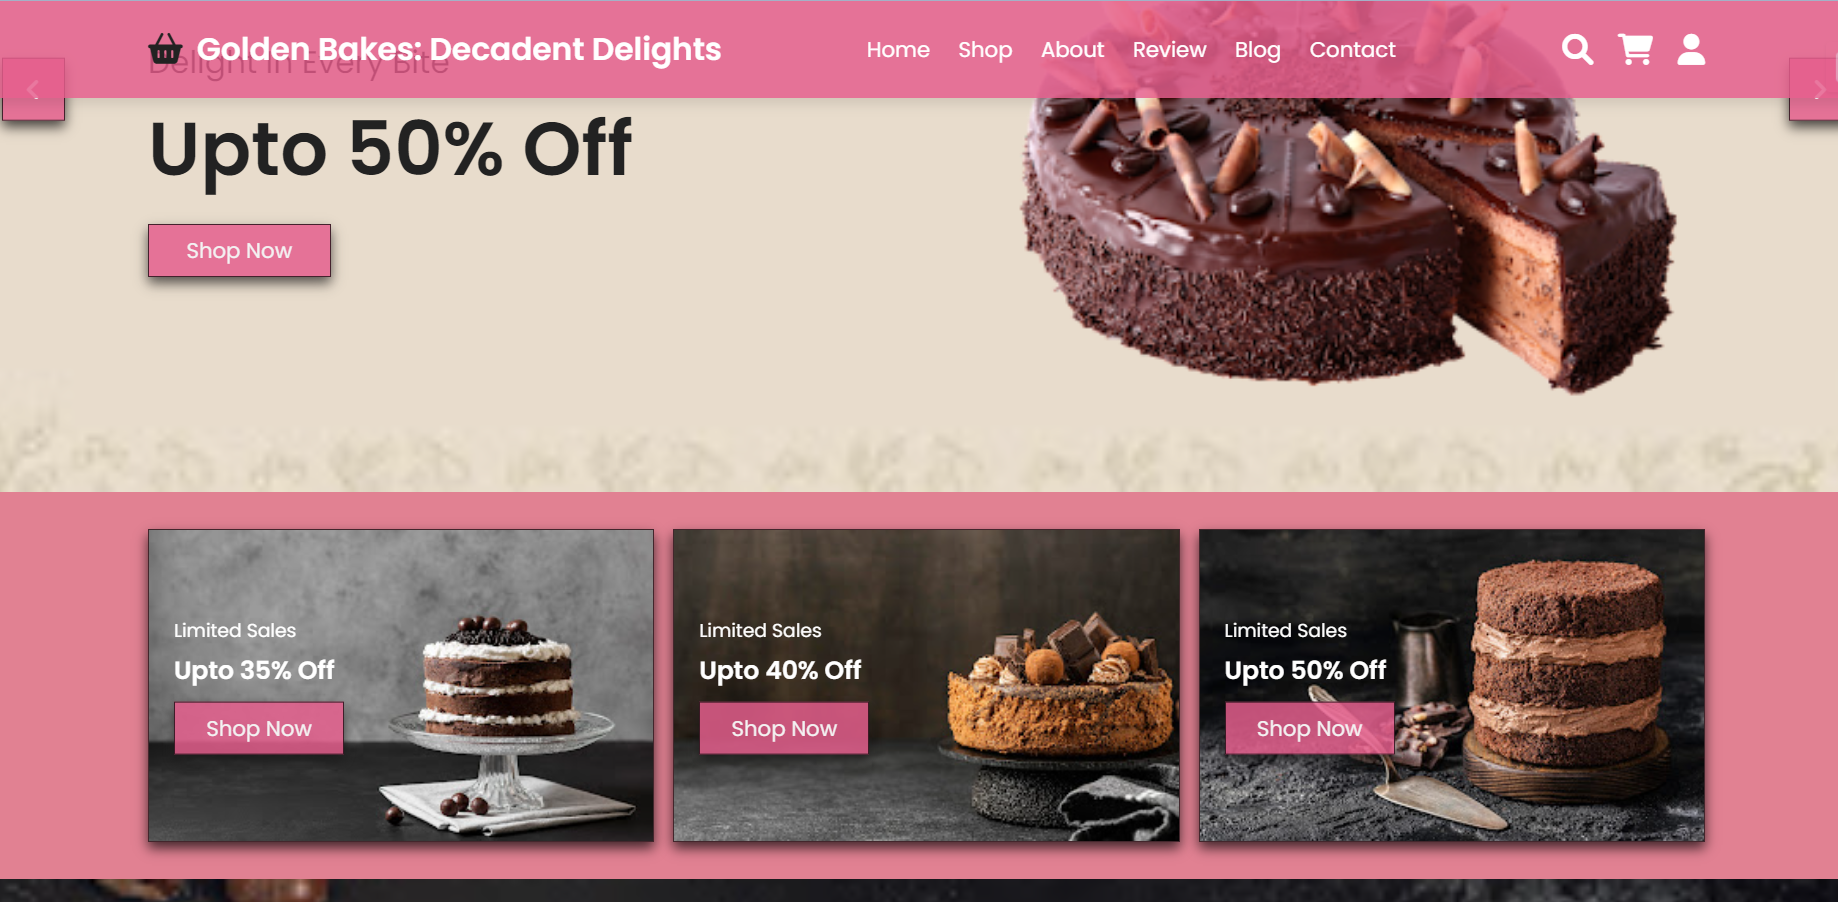 Golden Bakes: Decadent Delights
Home Shop About Review Blog Contact
Delight In Every Bite
Upto 50% Off
Shop Now
Limited Sales
Upto 35% Off
Shop Now
Limited Sales
Upto 40% Off
Shop Now
Limited Sales
Upto 50% Off
Shop Now